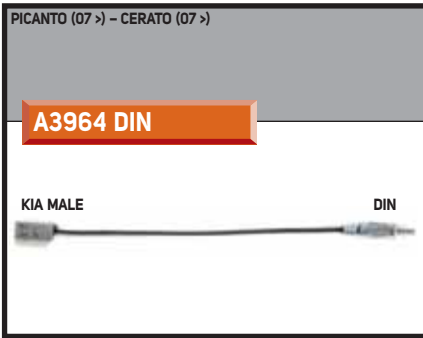 PICANTO (07 >) – CERATO (07 >)
A3964 DIN
KIA MALE DIN